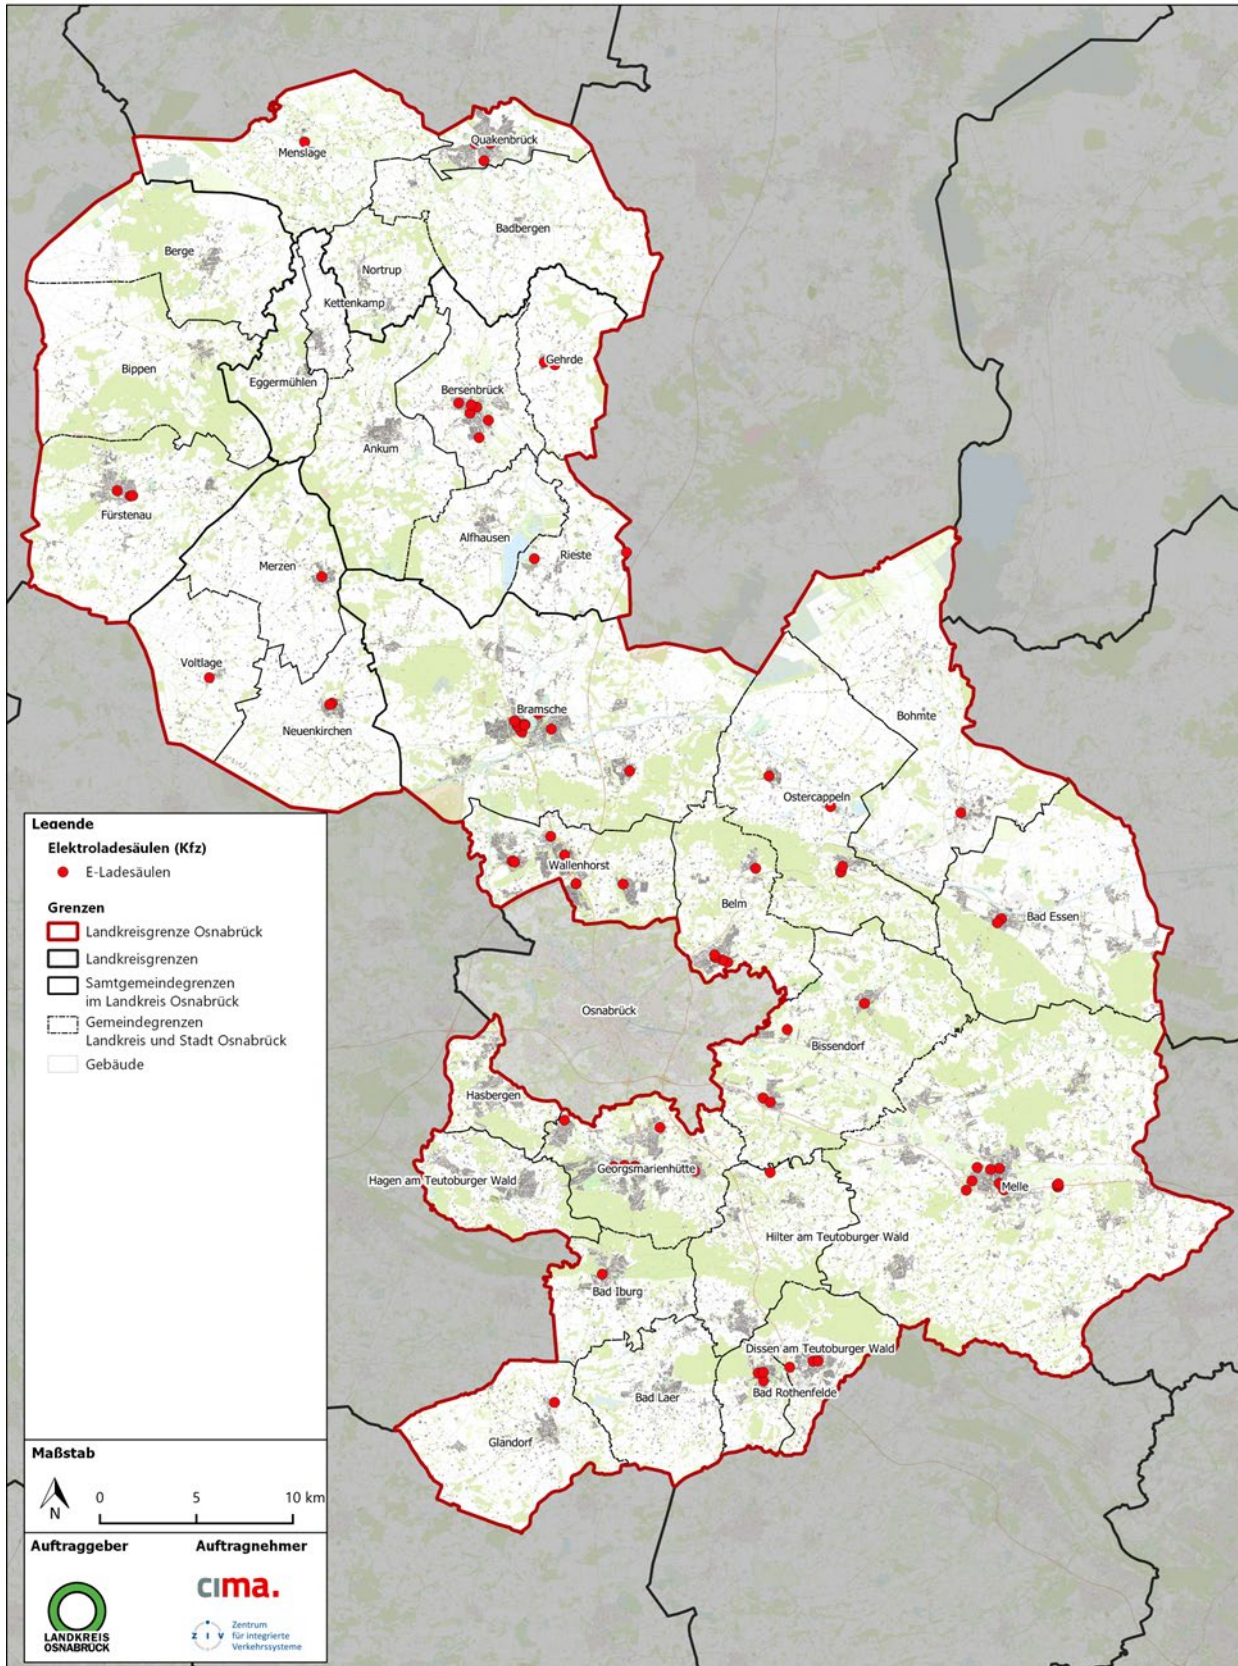 Quakenbrück
Menslage
Badbergen
Berge
Nortrup
Kettenkamp
Gehrde
Bippen
Eggermühlen
Bersenbrück
Ankum
Fürstenau
Alfhausen
Rieste
Merzen
Voltlage
Neuenkirchen
Bramsche
Bohmte
Ostercappeln
Wallenhorst
Belm
Bad Essen
Osnabrück
Bissendorf
Hasbergen
Georgsmarienhütte
Hagen am Teutoburger Wald
Melle
Hilter am Teutoburger Wald
Bad Iburg
Dissen am Teutoburger Wald
Bad Rothenfelde
Bad Laer
Glandorf
Legende
Elektroladesäulen (Kfz)
E-Ladesäulen
Grenzen
Landkreisgrenze Osnabrück
Landkreisgrenzen
Samtgemeindegrenzen
im Landkreis Osnabrück
Gemeindegrenzen
Landkreis und Stadt Osnabrück
Gebäude
Maßstab
N
0 5 10 km
Auftraggeber
LANDKREIS
OSNABRÜCK
Auftragnehmer
cima.
ZIV
Zentrum
für integrierte
Verkehrssysteme